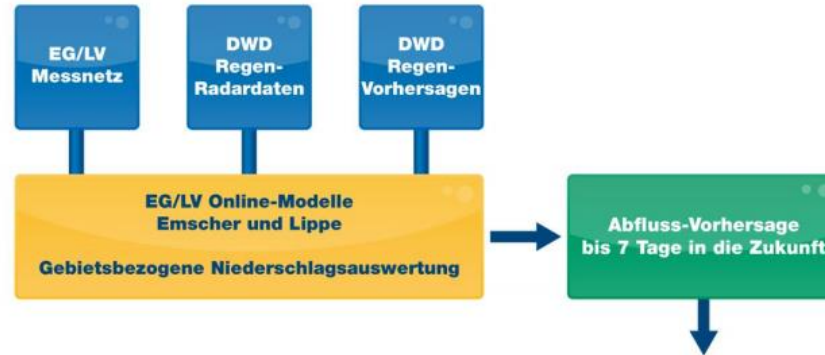 EG/LV
Messnetz
DWD
Regen-
Radardaten
DWD
Regen-
Vorhersagen
EG/LV Online-Modelle
Emscher und Lippe
Gebietsbezogene Niederschlagsauswertung
Abfluss-Vorhersage
bis 7 Tage in die Zukunft